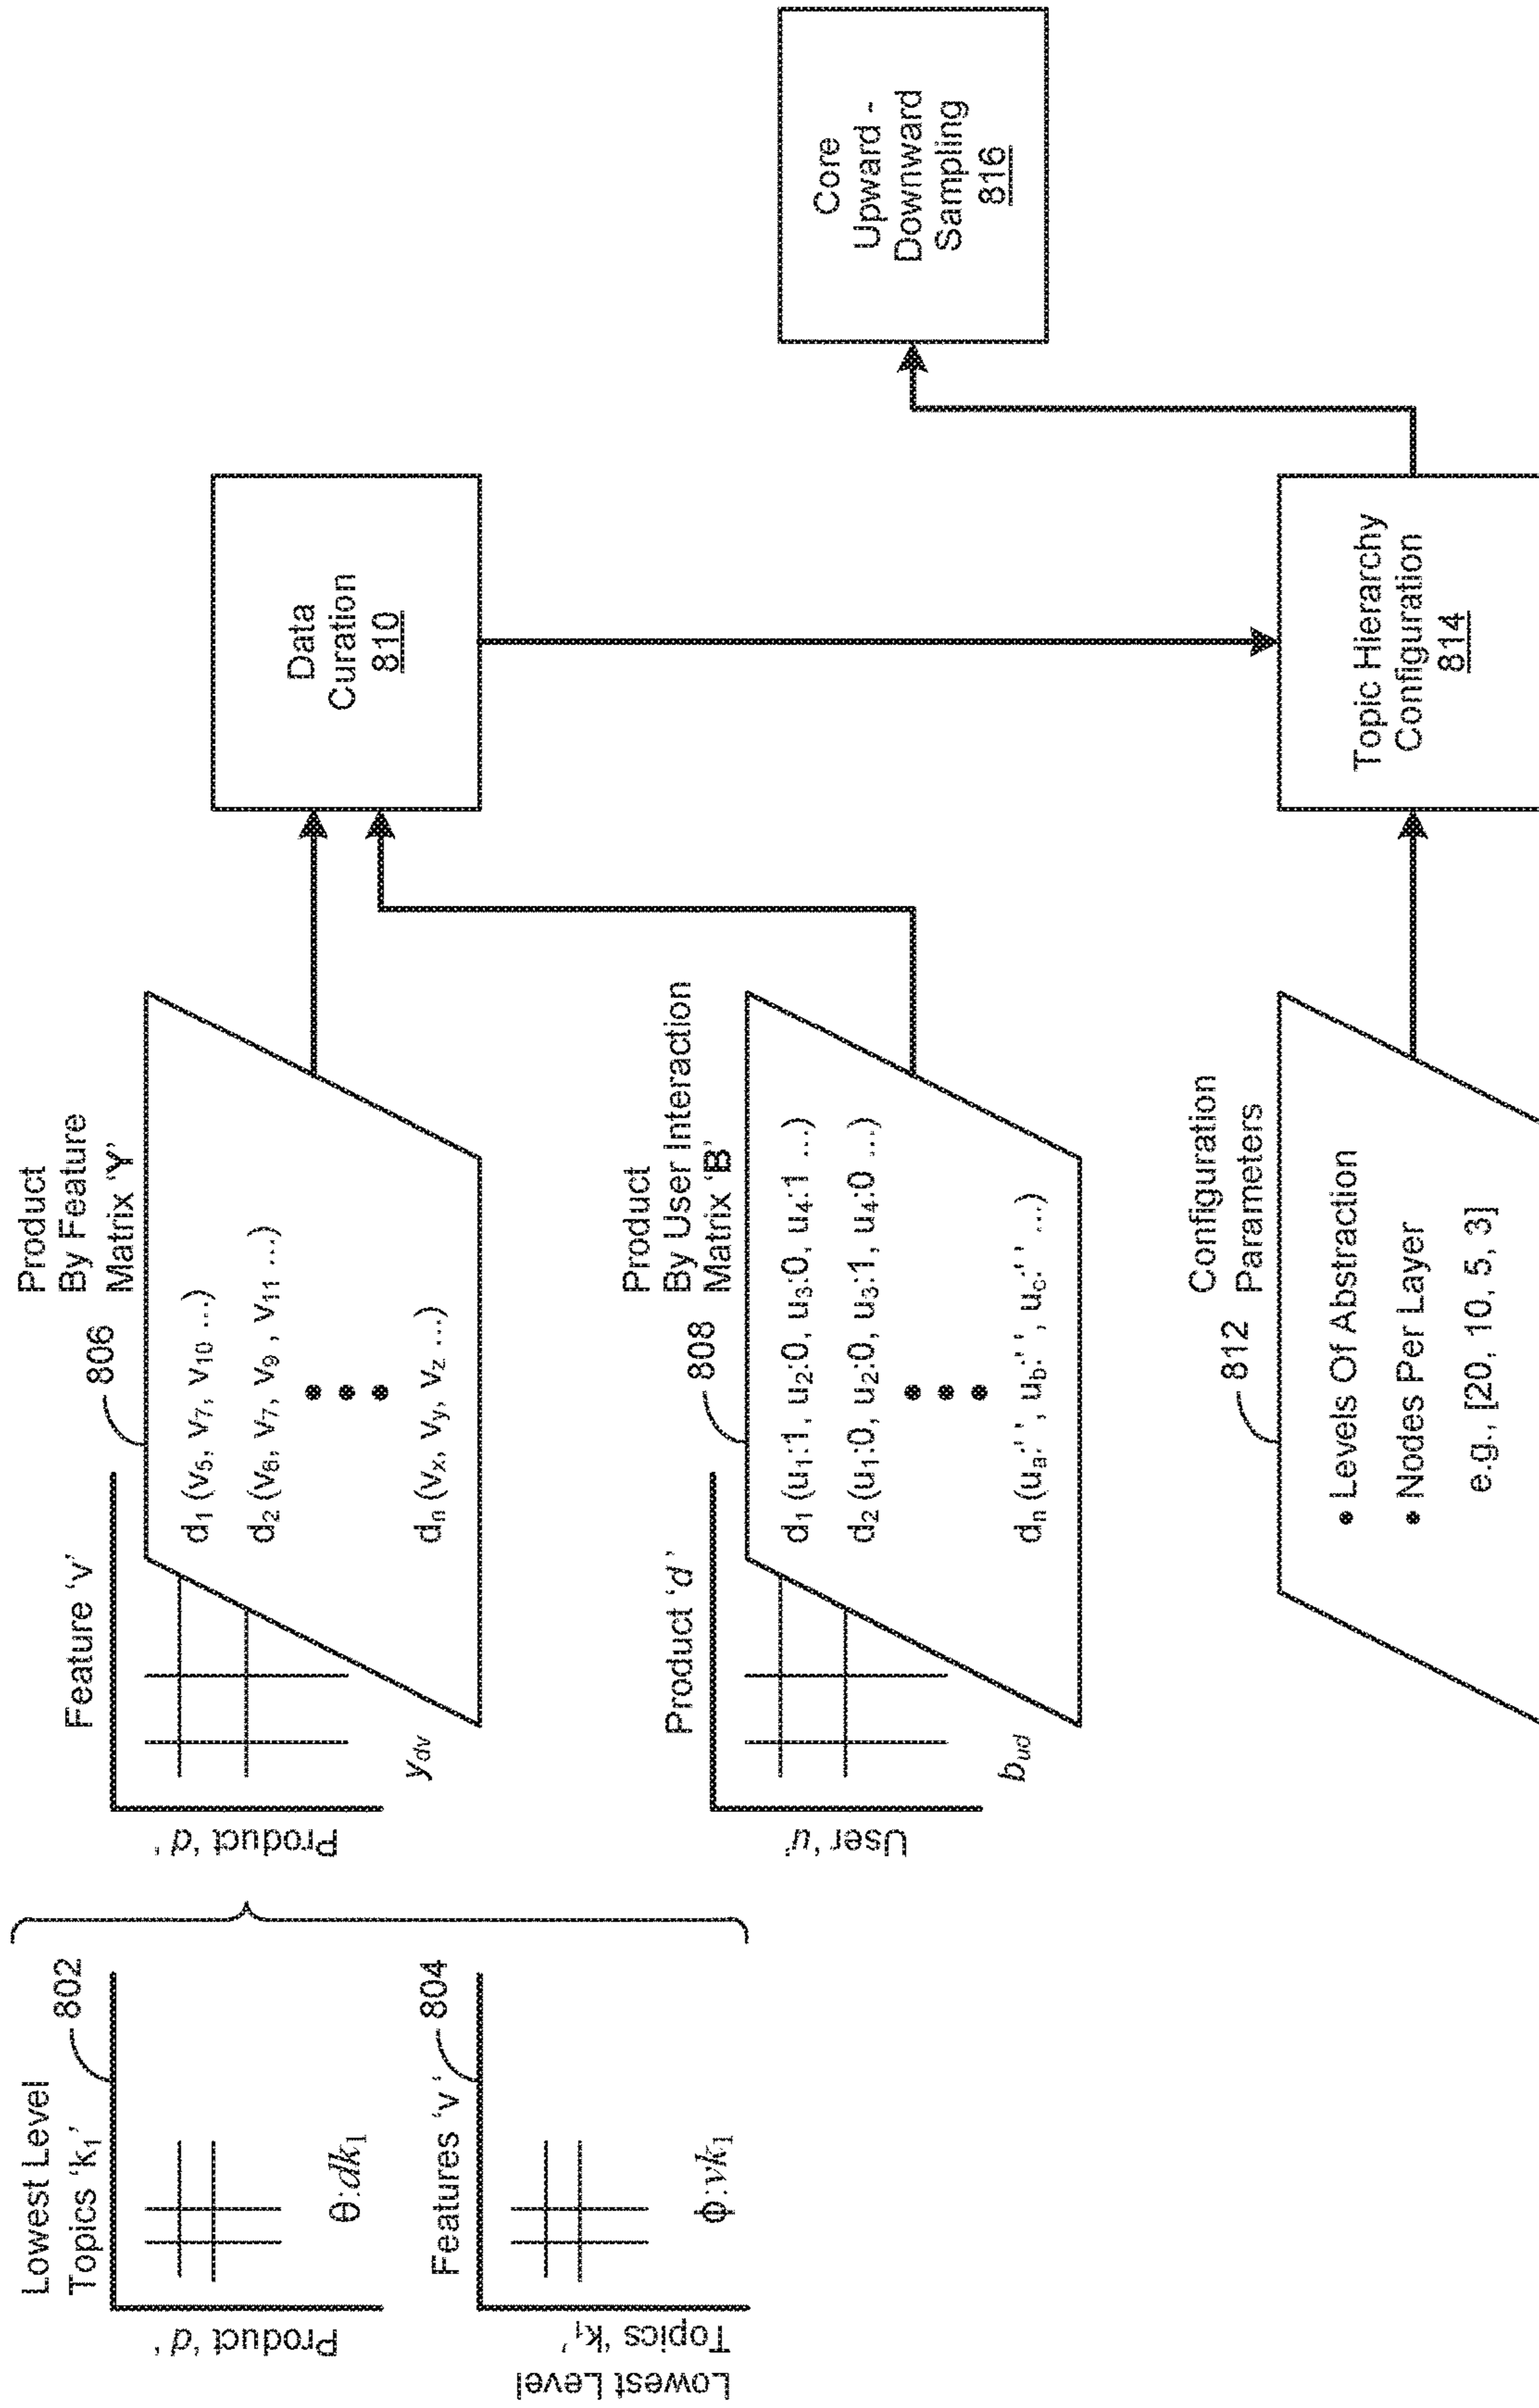 Lowest Level
Topics 'k1'
802
Product 'd'
θ:dk1
Features 'v'
804
Lowest Level
Topics 'k1'
ϕ:vk1
Product
By Feature
Matrix 'Y'
806
Feature 'v'
Product 'd'
ydv
d1 (v5, v7, v10 ...)
d2 (v6, v7, v9 , v11 ...)
dn (vx, vy, vz ...)
Product
By User Interaction
Matrix 'B'
808
Product 'd'
User 'u'
bud
d1 (u1:1, u2:0, u3:0, u4:1 ...)
d2 (u1:0, u2:0, u3:1, u4:0 ...)
dn (ua:' ', ub:' ', uc:' ' ...)
Configuration
Parameters
812
• Levels Of Abstraction
• Nodes Per Layer
e.g., [20, 10, 5, 3]
Data
Curation
810
Topic Hierarchy
Configuration
814
Core
Upward -
Downward
Sampling
816